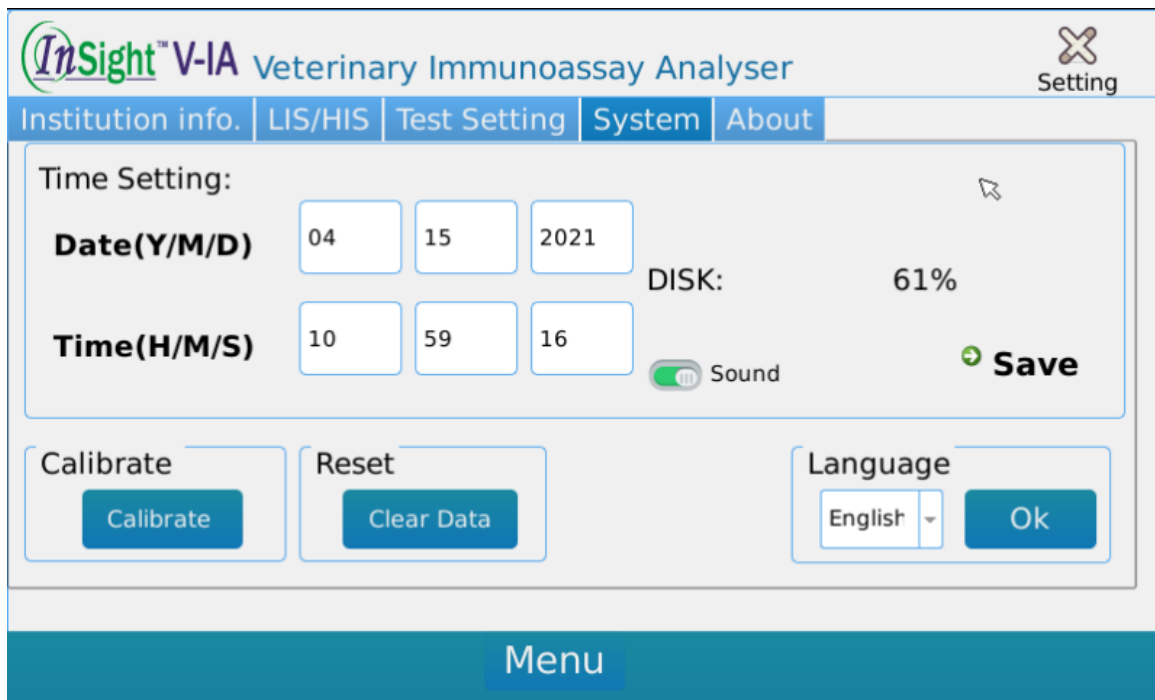 InSight™ V-IA Veterinary Immunoassay Analyser
Setting
Institution info. LIS/HIS Test Setting System About
Time Setting:
Date(Y/M/D) 04 15 2021
DISK: 61%
Time(H/M/S) 10 59 16
Sound
Save
Calibrate Reset Language
Calibrate Clear Data English Ok
Menu